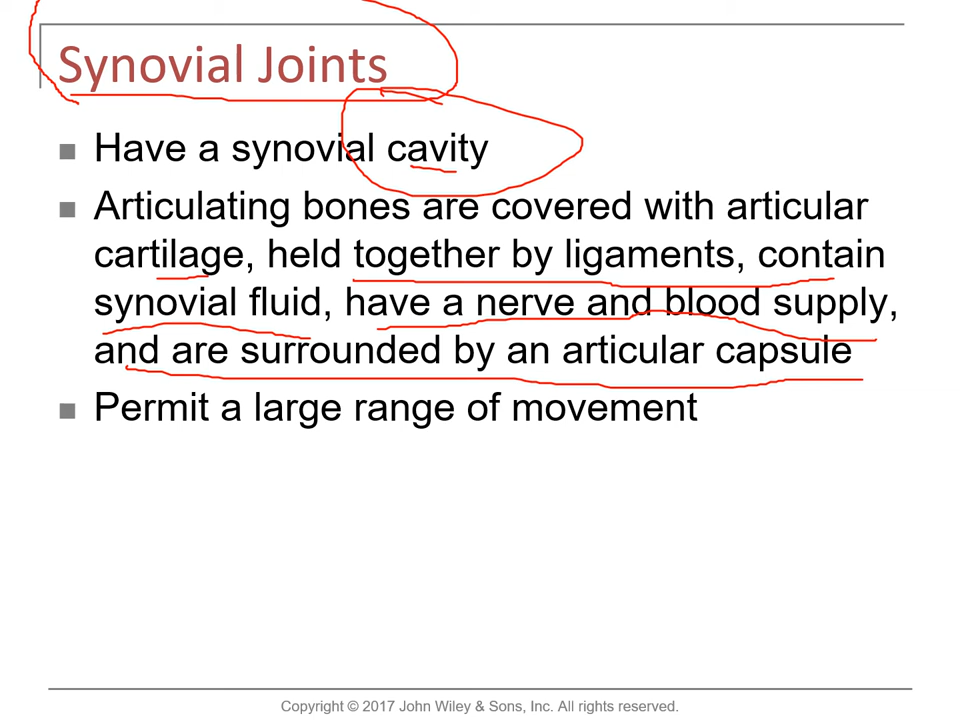 Synovial Joints
Have a synovial cavity
Articulating bones are covered with articular
cartilage, held together by ligaments, contain
synovial fluid, have a nerve and blood supply,
and are surrounded by an articular capsule
Permit a large range of movement
Copyright © 2017 John Wiley & Sons, Inc. All rights reserved.